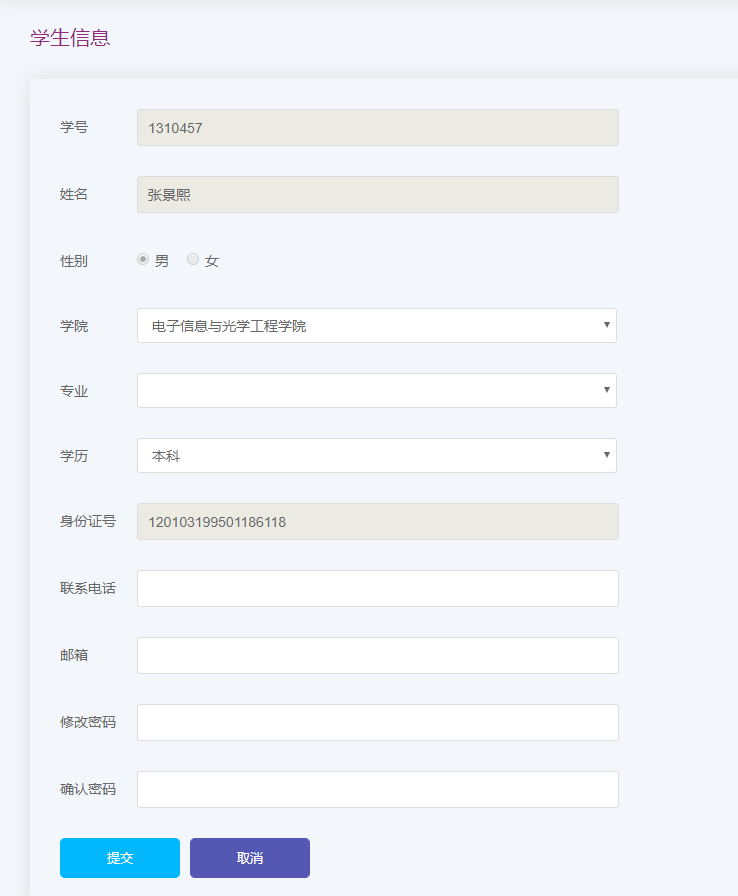 学生信息
学号 1310457
姓名 张景熙
性别 男 女
学院 电子信息与光学工程学院
专业
学历 本科
身份证号 120103199501186118
联系电话
邮箱
修改密码
确认密码
提交 取消